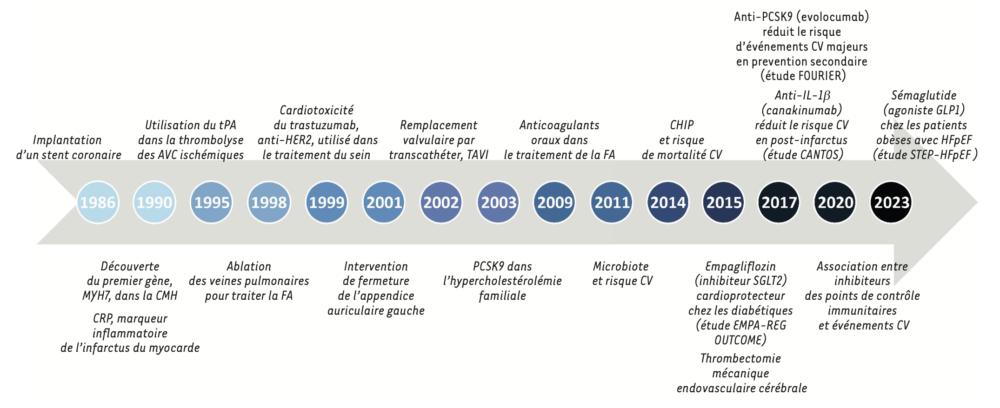 Anti-PCSK9 (evolocumab)
réduit le risque
d'événements CV majeurs
en prevention secondaire
(étude FOURIER)
Implantation
d'un stent coronaire
Utilisation du tPA
dans la thrombolyse
des AVC ischémiques
Cardiotoxicité
du trastuzumab,
anti-HER2, utilisé dans
le traitement du sein
Remplacement
valvulaire par
transcathéter, TAVI
Anticoagulants
oraux dans
le traitement de la FA
CHIP
et risque
de mortalité CV
Anti-IL-1β
(canakinumab)
réduit le risque CV
en post-infarctus
(étude CANTOS)
Sémaglutide
(agoniste GLP1)
chez les patients
obèses avec HFpEF
(étude STEP-HFpEF )
1986 1990 1995 1998 1999 2001 2002 2003 2009 2011 2014 2015 2017 2020 2023
Découverte
du premier gène,
MYH7, dans la CMH
CRP, marqueur
inflammatoire
de l'infarctus du myocarde
Ablation
des veines pulmonaires
pour traiter la FA
Intervention
de fermeture
de l'appendice
auriculaire gauche
PCSK9 dans
l'hypercholestérolémie
familiale
Microbiote
et risque CV
Empagliflozin
(inhibiteur SGLT2)
cardioprotecteur
chez les diabétiques
(étude EMPA-REG
OUTCOME)
Thrombectomie
mécanique
endovasculaire cérébrale
Association entre
inhibiteurs
des points de contrôle
immunitaires
et événements CV